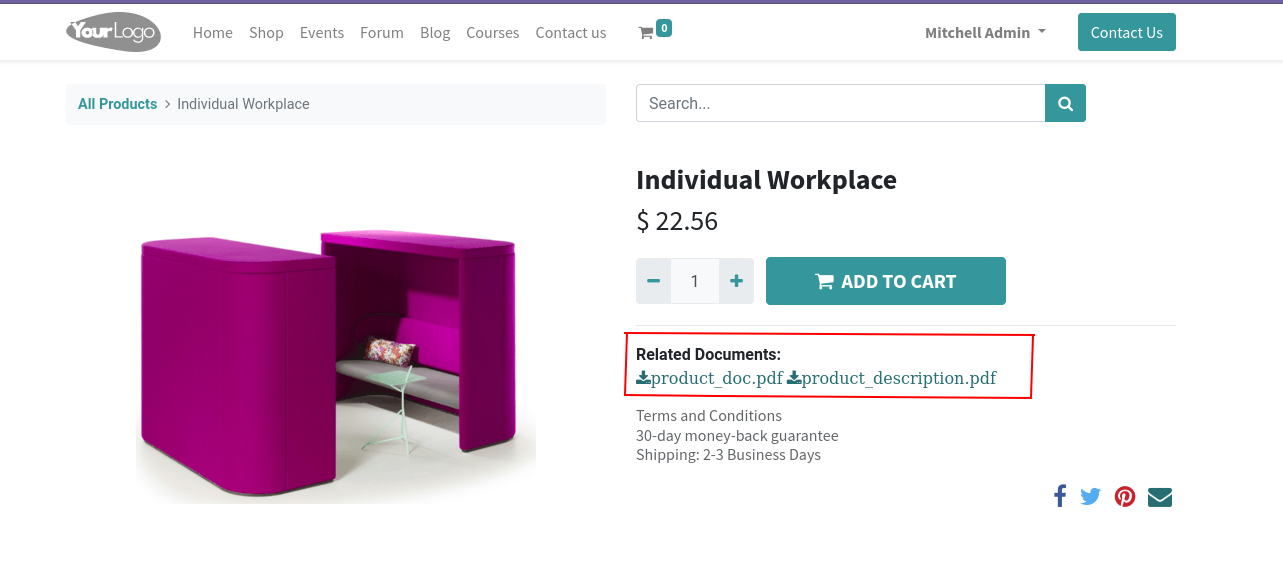 YourLogo
Home Shop Events Forum Blog Courses Contact us 0 Mitchell Admin Contact Us
All Products > Individual Workplace
Search...
Individual Workplace
$ 22.56
1 ADD TO CART
Related Documents:
product_doc.pdf product_description.pdf
Terms and Conditions
30-day money-back guarantee
Shipping: 2-3 Business Days